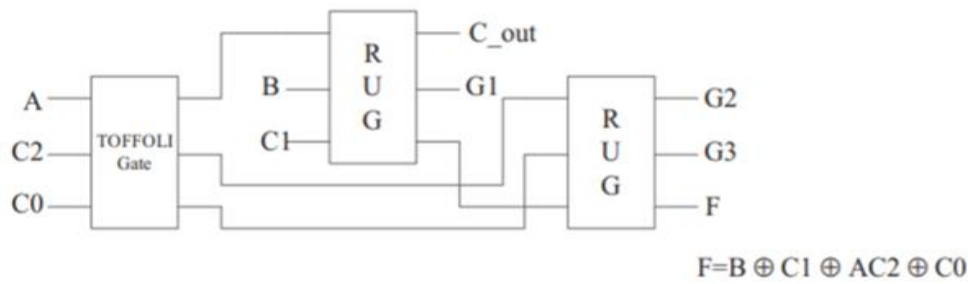 A
C2
C0
TOFFOLI
Gate
B
C1
R
U
G
C_out
G1
R
U
G
G2
G3
F
F=B ⊕ C1 ⊕ AC2 ⊕ C0